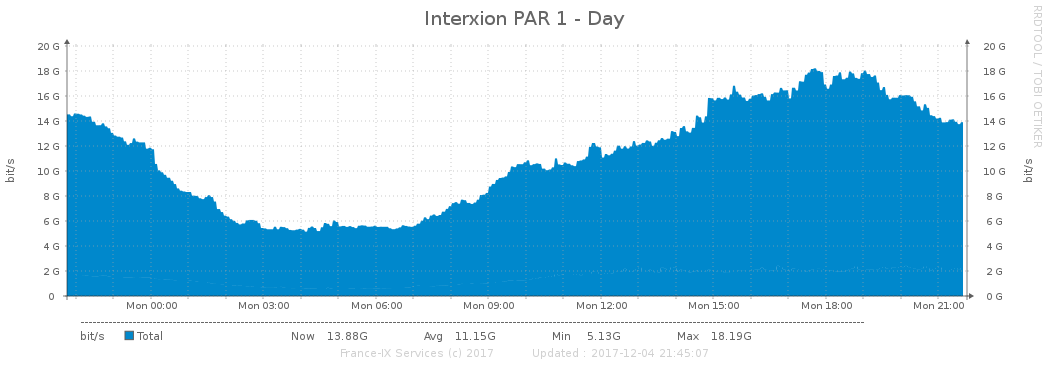 Interxion PAR 1 - Day
RRDTOOL / TOBI OETIKER
20 G 20 G
18 G 18 G
16 G 16 G
14 G 14 G
12 G 12 G
10 G 10 G
8 G 8 G
6 G 6 G
4 G 4 G
2 G 2 G
0 0 G
bit/s bit/s
Mon 00:00 Mon 03:00 Mon 06:00 Mon 09:00 Mon 12:00 Mon 15:00 Mon 18:00 Mon 21:00
bit/s Total Now 13.88G Avg 11.15G Min 5.13G Max 18.19G
France-IX Services (c) 2017 Updated : 2017-12-04 21:45:07